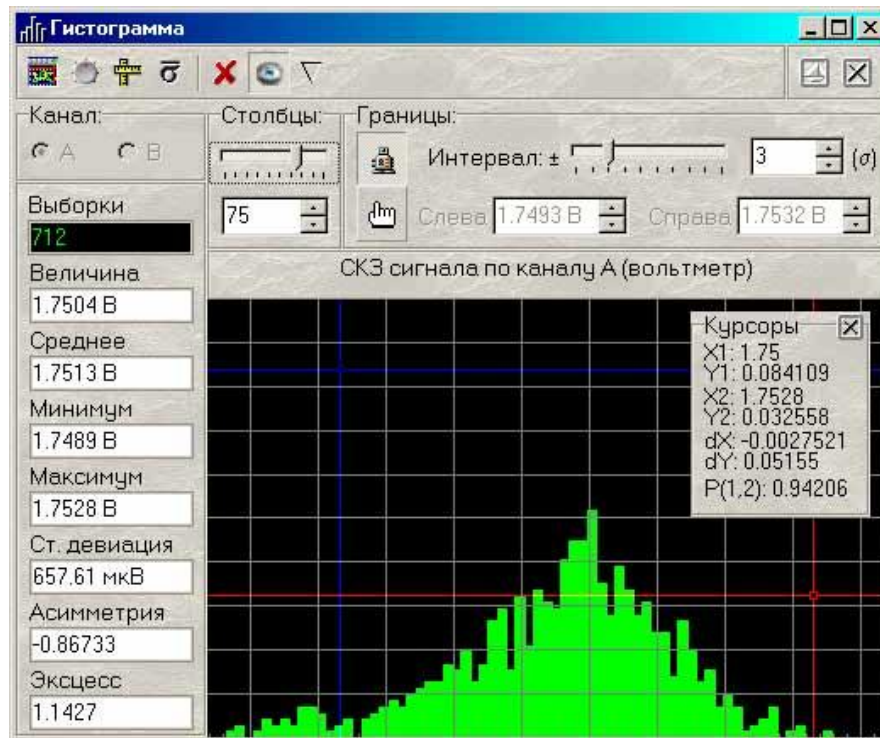 Гистограмма
Канал:
A B
Столбцы:
75
Границы:
Интервал: ± 3 (σ)
Слева 1.7493 В Справа 1.7532 В
Выборки
712
Величина
1.7504 В
Среднее
1.7513 В
Минимум
1.7489 В
Максимум
1.7528 В
Ст. девиация
657.61 мкВ
Асимметрия
-0.86733
Эксцесс
1.1427
СКЗ сигнала по каналу А (вольтметр)
Курсоры
X1: 1.75
Y1: 0.084109
X2: 1.7528
Y2: 0.032558
dX: -0.0027521
dY: 0.05155
P(1,2): 0.94206